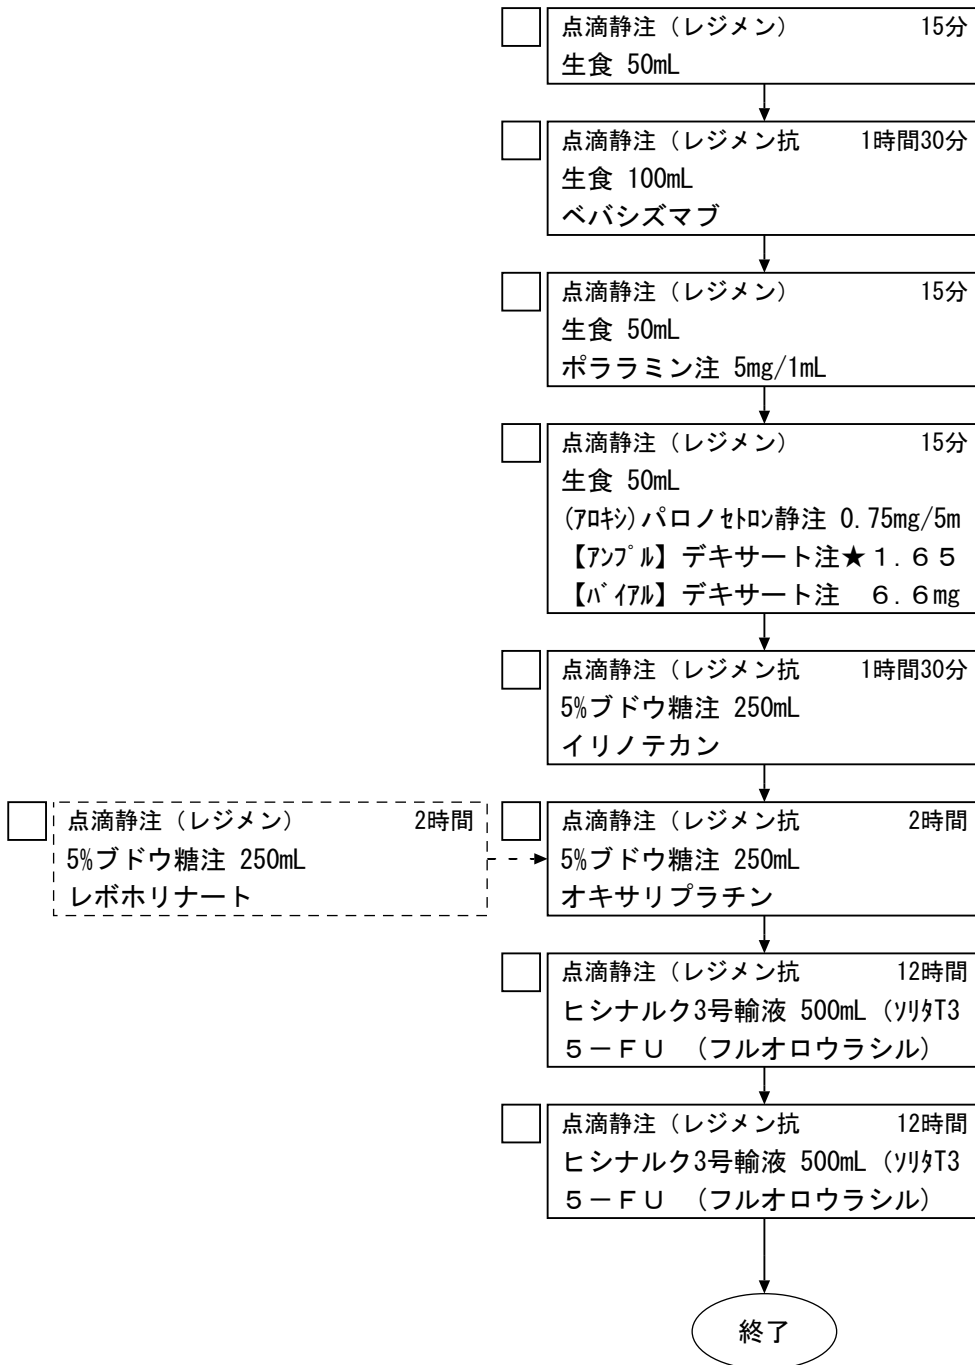 点滴静注（レジメン） 15分
生食 50mL
点滴静注（レジメン抗 1時間30分
生食 100mL
ベバシズマブ
点滴静注（レジメン） 15分
生食 50mL
ポララミン注 5mg/1mL
点滴静注（レジメン） 15分
生食 50mL
(ｱﾛｷｼ)パロノｾﾄﾛﾝ静注 0.75mg/5m
【ｱﾝﾌﾟﾙ】デキサート注★１．６５
【ﾊﾞｲｱﾙ】デキサート注　６．６mg
点滴静注（レジメン抗 1時間30分
5%ブドウ糖注 250mL
イリノテカン
点滴静注（レジメン） 2時間
5%ブドウ糖注 250mL
レボホリナート
点滴静注（レジメン抗 2時間
5%ブドウ糖注 250mL
オキサリプラチン
点滴静注（レジメン抗 12時間
ヒシナルク3号輸液 500mL（ｿﾘﾀT3
５－ＦＵ　（フルオロウラシル）
点滴静注（レジメン抗 12時間
ヒシナルク3号輸液 500mL（ｿﾘﾀT3
５－ＦＵ　（フルオロウラシル）
終了